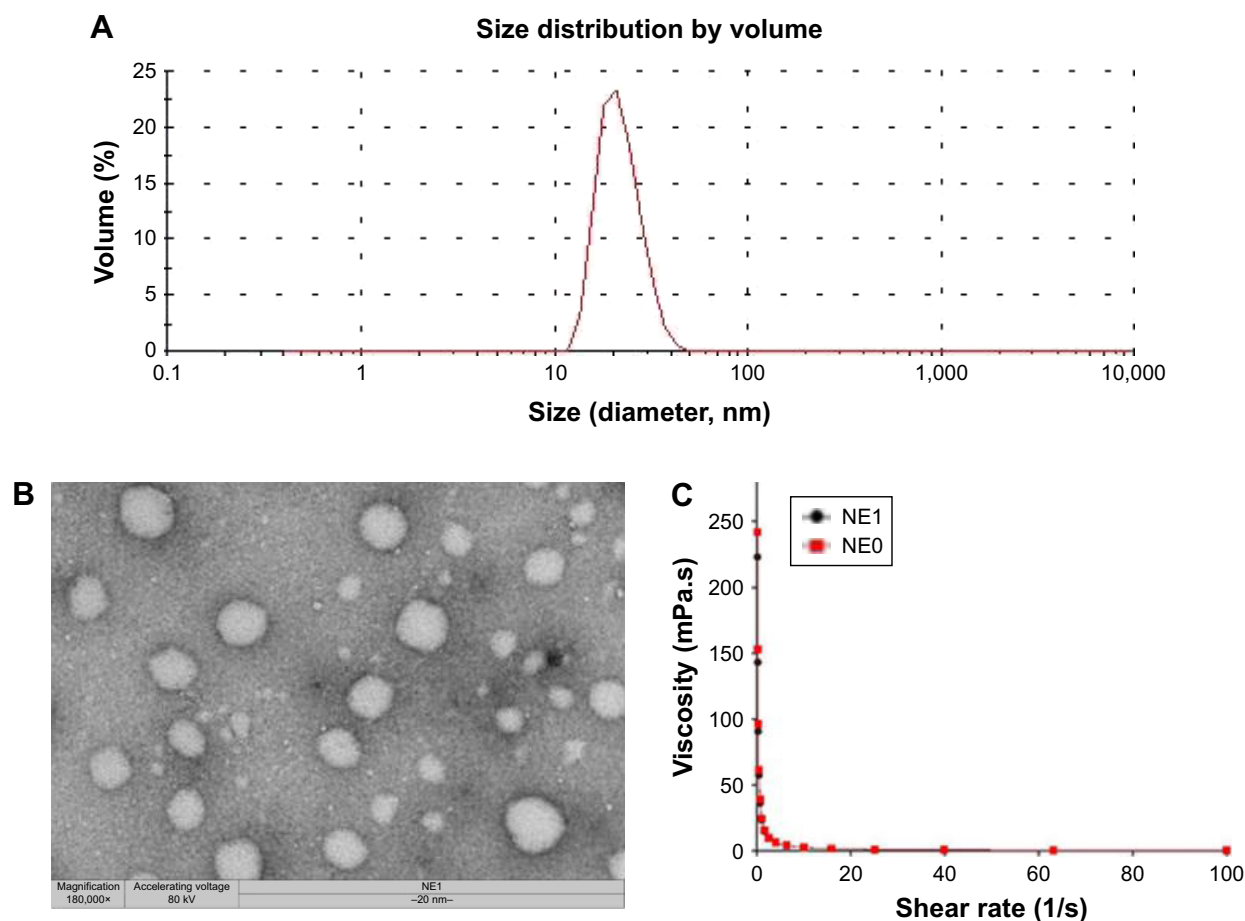 A
Size distribution by volume
25
20
15
10
5
0
Volume (%)
0.1 1 10 100 1,000 10,000
Size (diameter, nm)
B
Magnification Accelerating voltage NE1
180,000× 80 kV –20 nm–
C
NE1
NE0
250
200
150
100
50
0
Viscosity (mPa.s)
0 20 40 60 80 100
Shear rate (1/s)